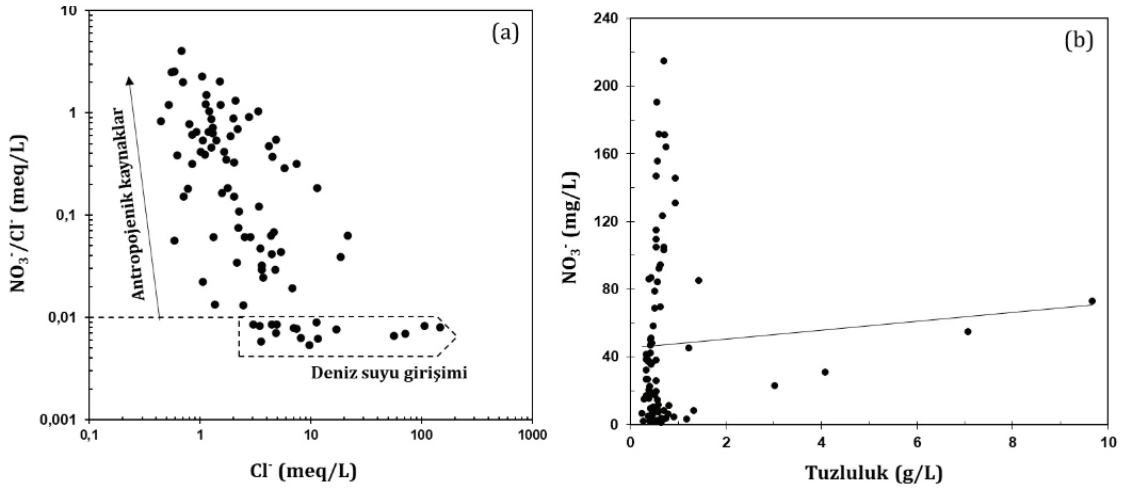 (a)
NO₃⁻/Cl⁻ (meq/L)
10
1
0,1
0,01
0,001
Antropojenik kaynaklar
Deniz suyu girişimi
0,1
1
10
100
1000
Cl⁻ (meq/L)
(b)
NO₃⁻ (mg/L)
240
200
160
120
80
40
0
0
2
4
6
8
10
Tuzluluk (g/L)